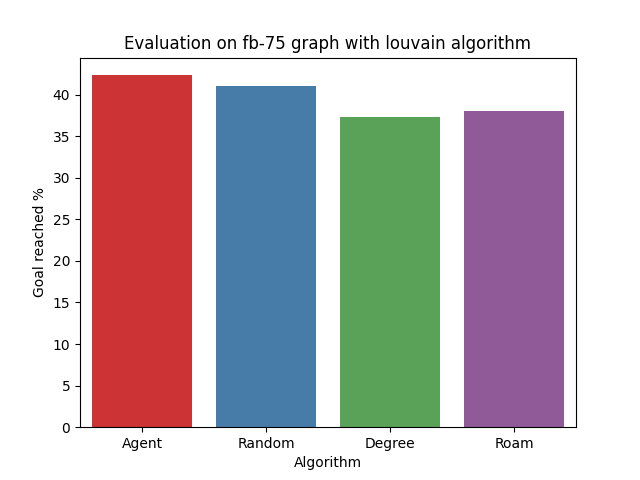 Evaluation on fb-75 graph with louvain algorithm
Goal reached %
40
35
30
25
20
15
10
5
0
Agent Random Degree Roam
Algorithm